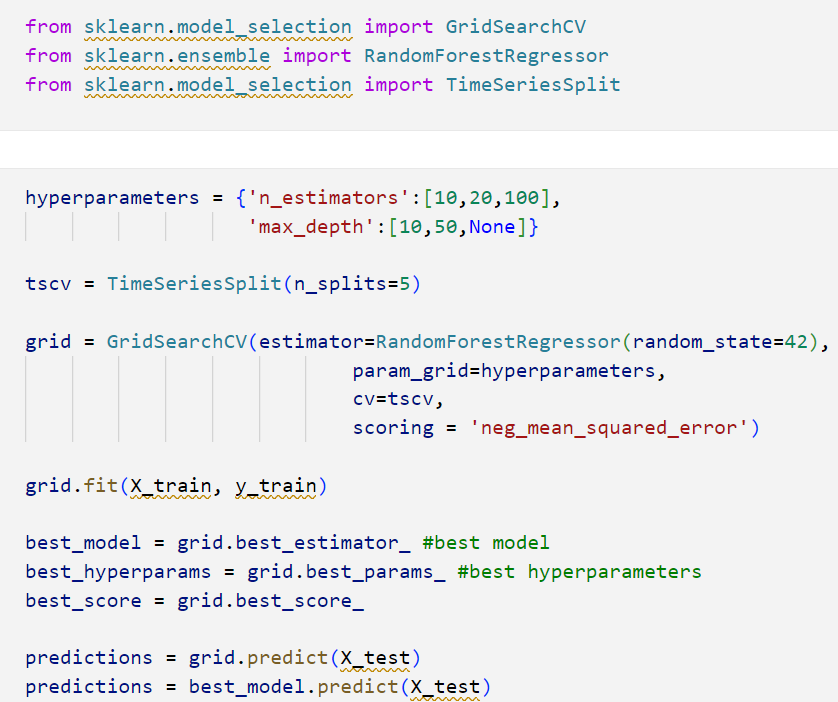 from sklearn.model_selection import GridSearchCV
from sklearn.ensemble import RandomForestRegressor
from sklearn.model_selection import TimeSeriesSplit
hyperparameters = {'n_estimators':[10,20,100],
'max_depth':[10,50,None]}
tscv = TimeSeriesSplit(n_splits=5)
grid = GridSearchCV(estimator=RandomForestRegressor(random_state=42),
param_grid=hyperparameters,
cv=tscv,
scoring = 'neg_mean_squared_error')
grid.fit(X_train, y_train)
best_model = grid.best_estimator_ #best model
best_hyperparams = grid.best_params_ #best hyperparameters
best_score = grid.best_score_
predictions = grid.predict(X_test)
predictions = best_model.predict(X_test)